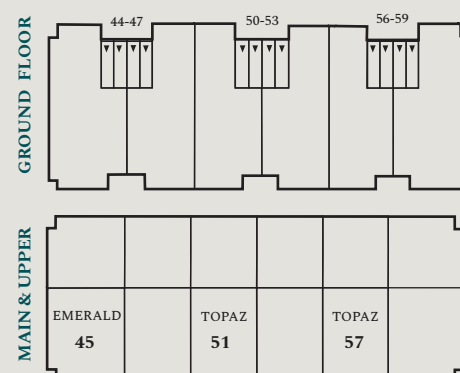 GROUND FLOOR
44-47
50-53
56-59
MAIN & UPPER
EMERALD
45
TOPAZ
51
TOPAZ
57